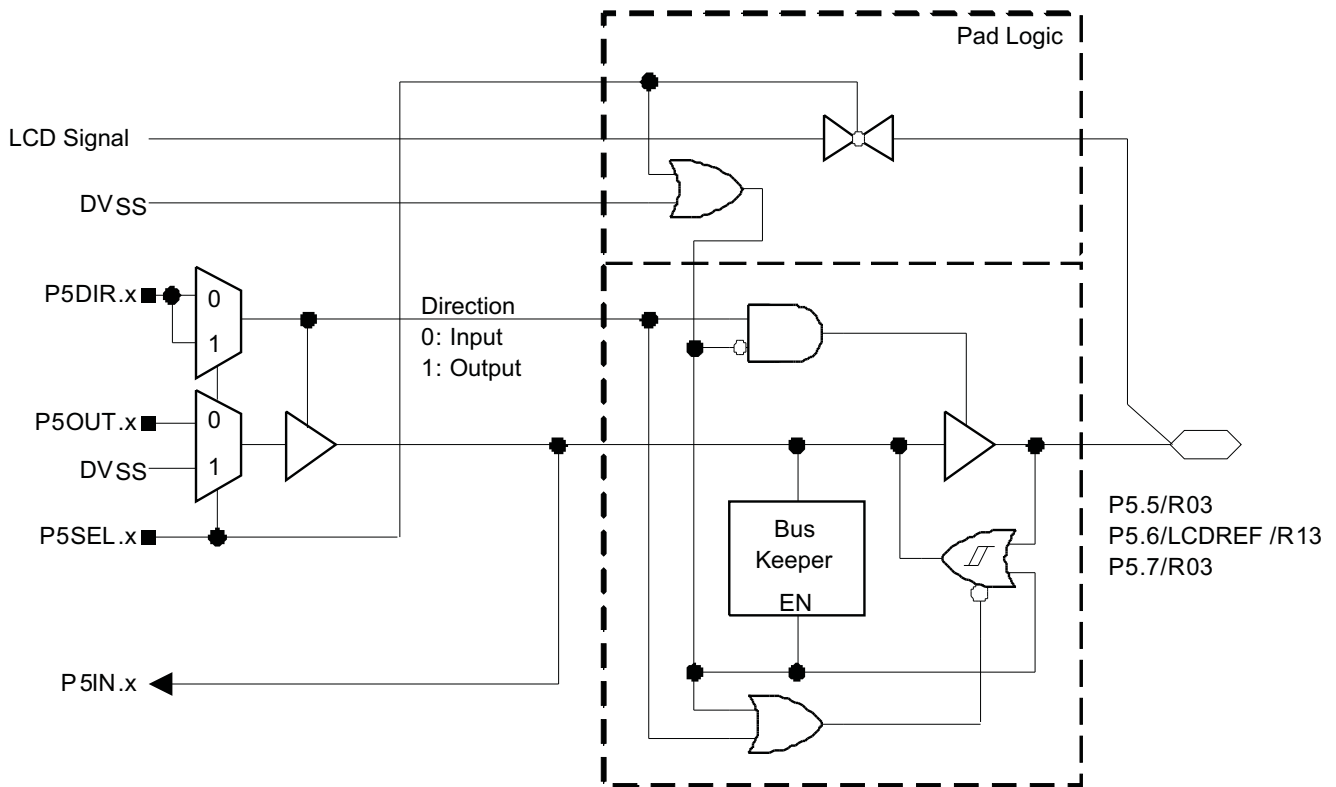 Pad Logic
LCD Signal
DVSS
P5DIR.x
0
1
Direction
0: Input
1: Output
P5OUT.x
0
DVSS
1
P5SEL.x
Bus
Keeper
EN
P5.5/R03
P5.6/LCDREF /R13
P5.7/R03
P5IN.x